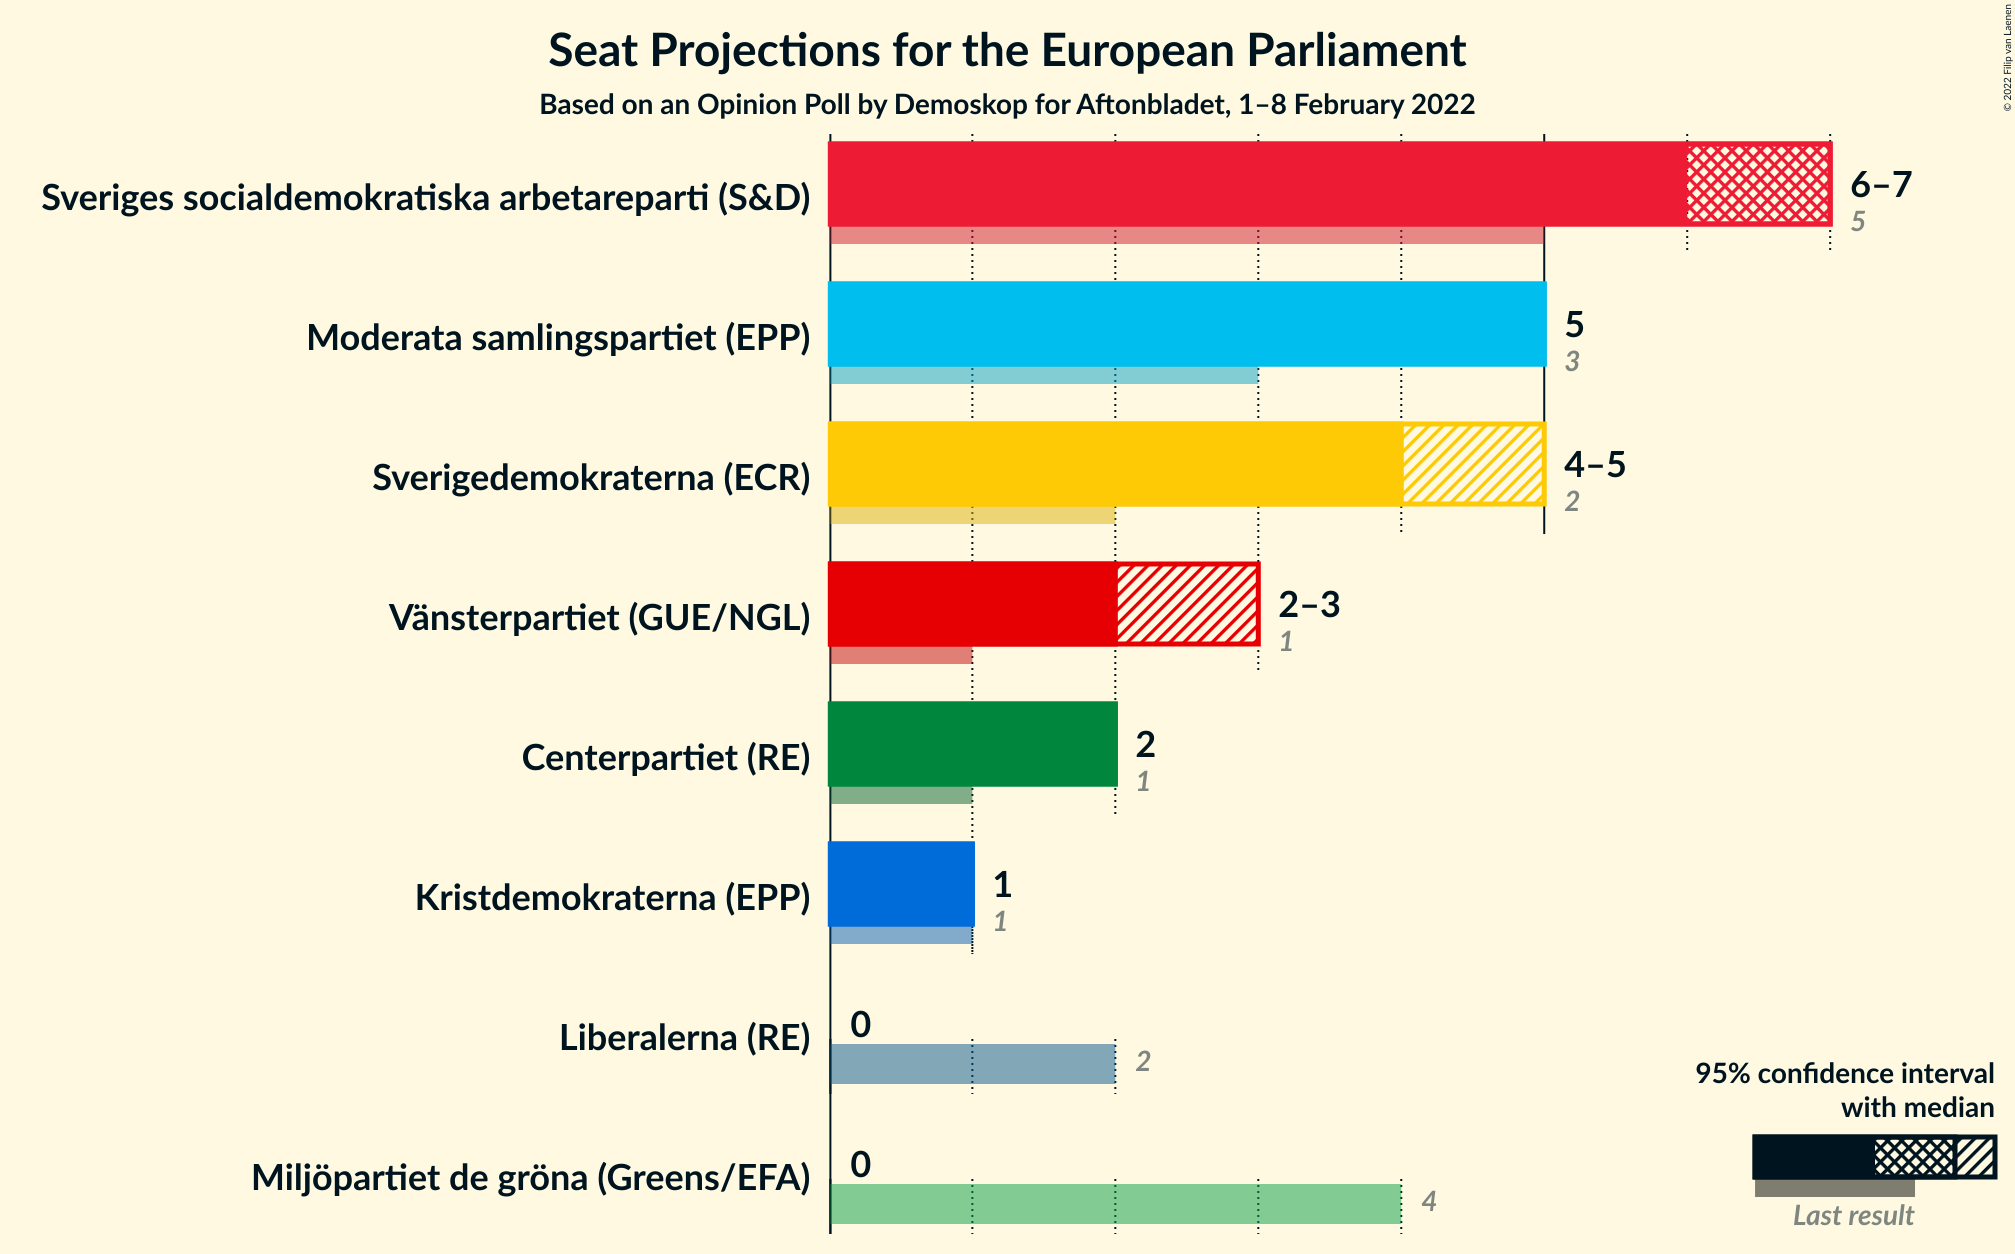 Seat Projections for the European Parliament
Based on an Opinion Poll by Demoskop for Aftonbladet, 1–8 February 2022
© 2022 Filip van Laenen
Sveriges socialdemokratiska arbetareparti (S&D)
6–7
5
Moderata samlingspartiet (EPP)
5
3
Sverigedemokraterna (ECR)
4–5
2
Vänsterpartiet (GUE/NGL)
2–3
1
Centerpartiet (RE)
2
1
Kristdemokraterna (EPP)
1
1
Liberalerna (RE)
0
2
Miljöpartiet de gröna (Greens/EFA)
0
4
95% confidence interval
with median
Last result